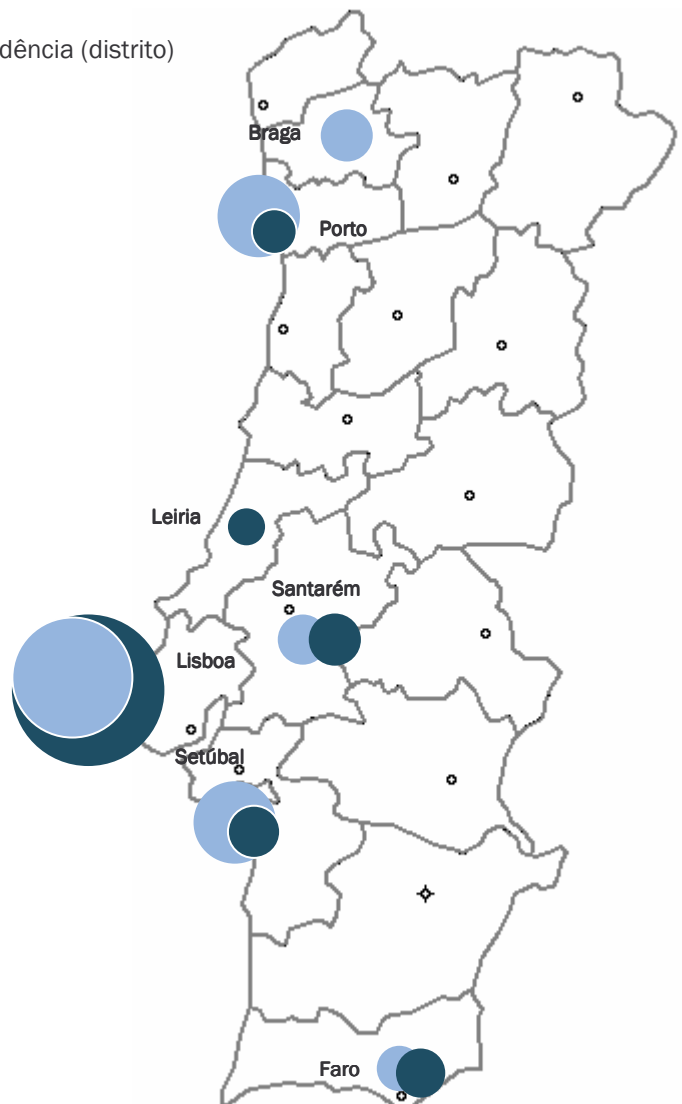 dência (distrito)
Braga
Porto
Leiria
Santarém
Lisboa
Setúbal
Faro